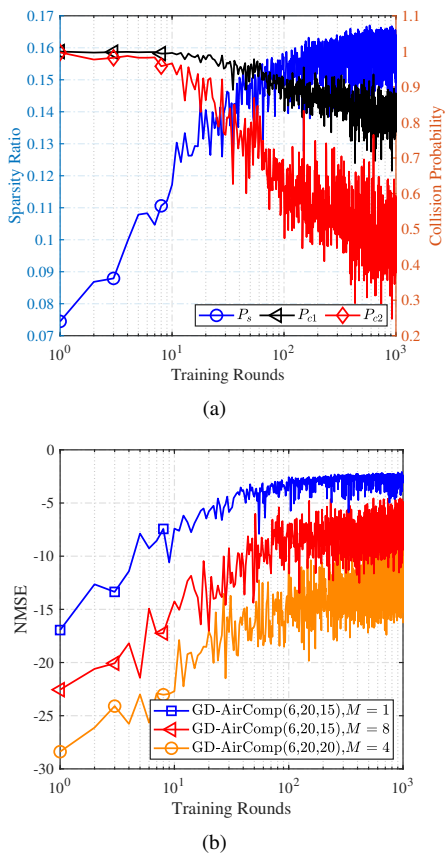 0.17
0.16
0.15
0.14
0.13
0.12
0.11
0.1
0.09
0.08
0.07
Sparsity Ratio
1.1
1
0.9
0.8
0.7
0.6
0.5
0.4
0.3
0.2
Collision Probability
P_s P_{c1} P_{c2}
10^0 10^1 10^2 10^3
Training Rounds
(a)
0
-5
-10
-15
-20
-25
-30
NMSE
GD-AirComp(6,20,15),M = 1
GD-AirComp(6,20,15),M = 8
GD-AirComp(6,20,20),M = 4
10^0 10^1 10^2 10^3
Training Rounds
(b)